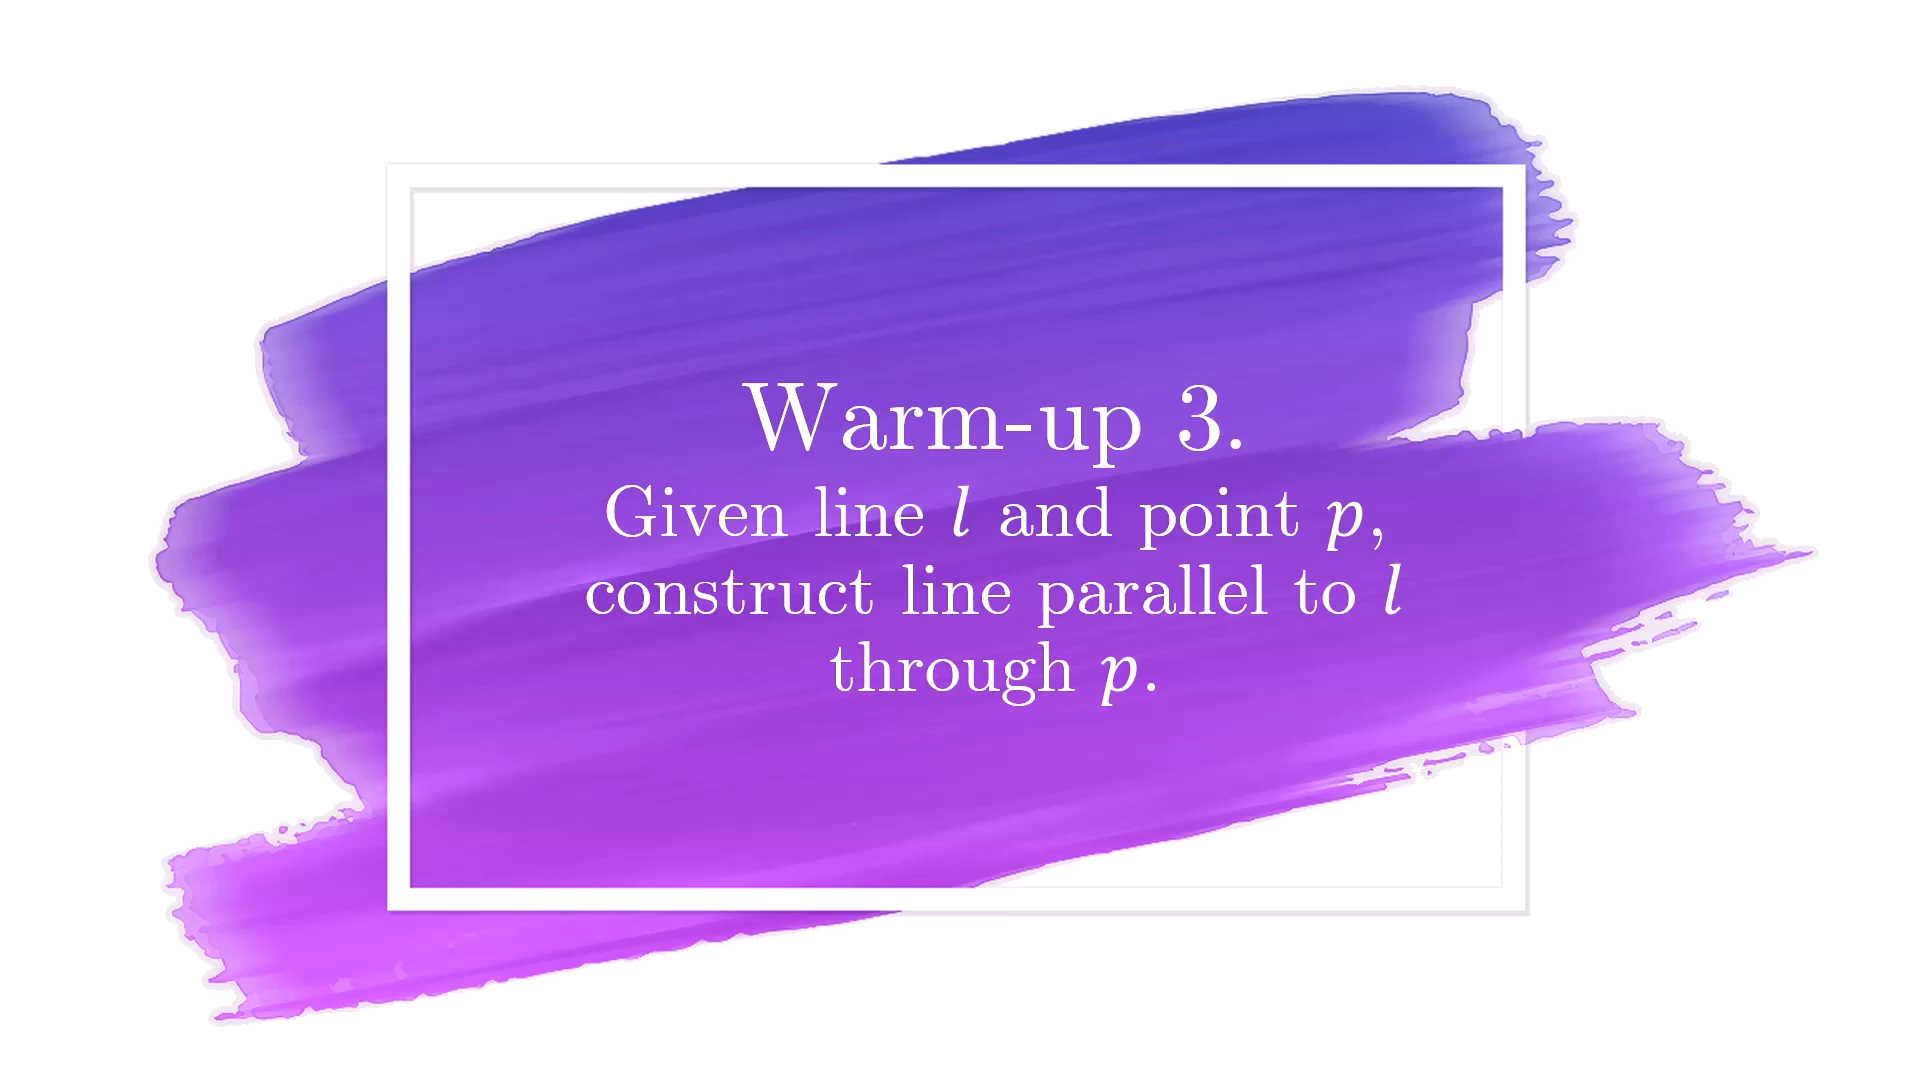 Warm-up 3.
Given line l and point p,
construct line parallel to l
through p.